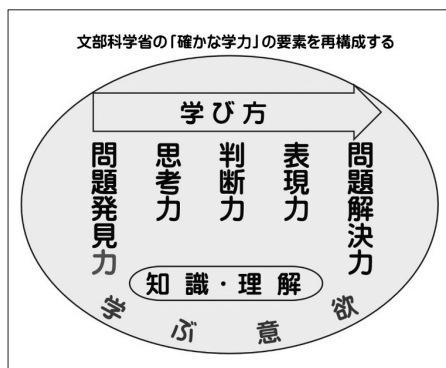 文部科学省の「確かな学力」の要素を再構成する
学び方
問題発見力
思考力
判断力
表現力
問題解決力
知識・理解
学ぶ意欲